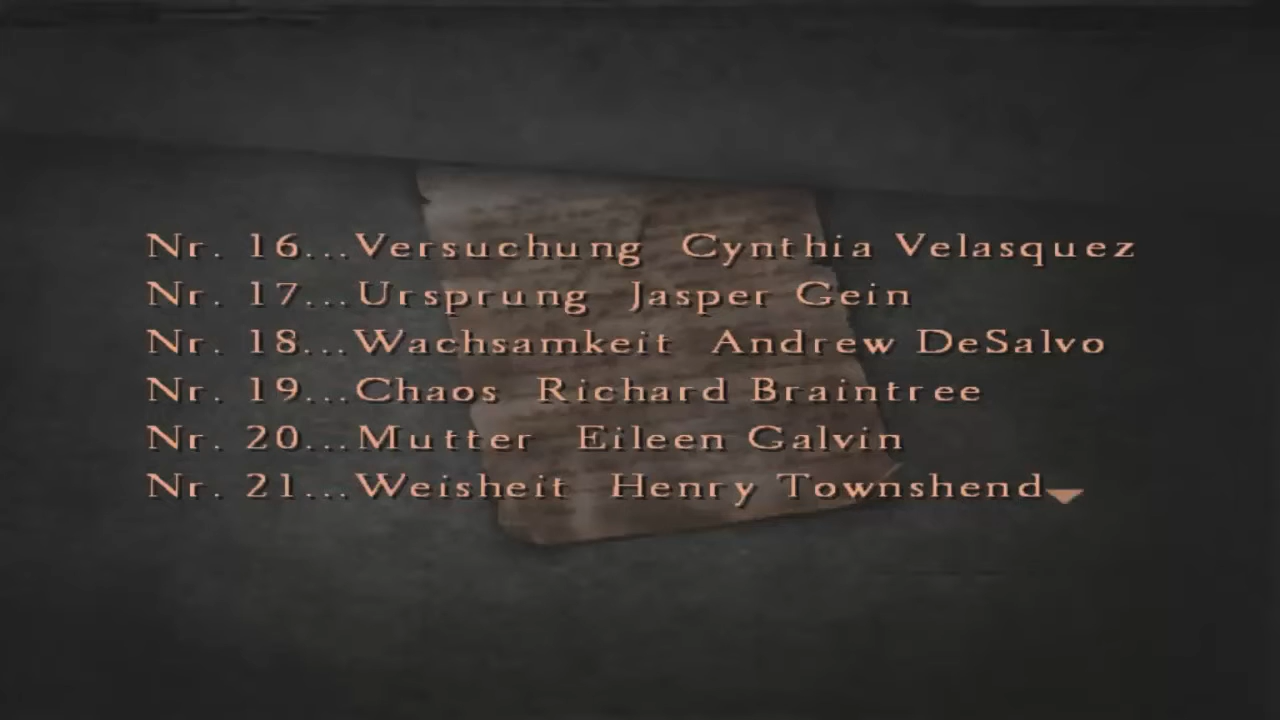 Nr. 16...Versuchung Cynthia Velasquez
Nr. 17...Ursprung Jasper Gein
Nr. 18...Wachsamkeit Andrew DeSalvo
Nr. 19...Chaos Richard Braintree
Nr. 20...Mutter Eileen Galvin
Nr. 21...Weisheit Henry Townshend